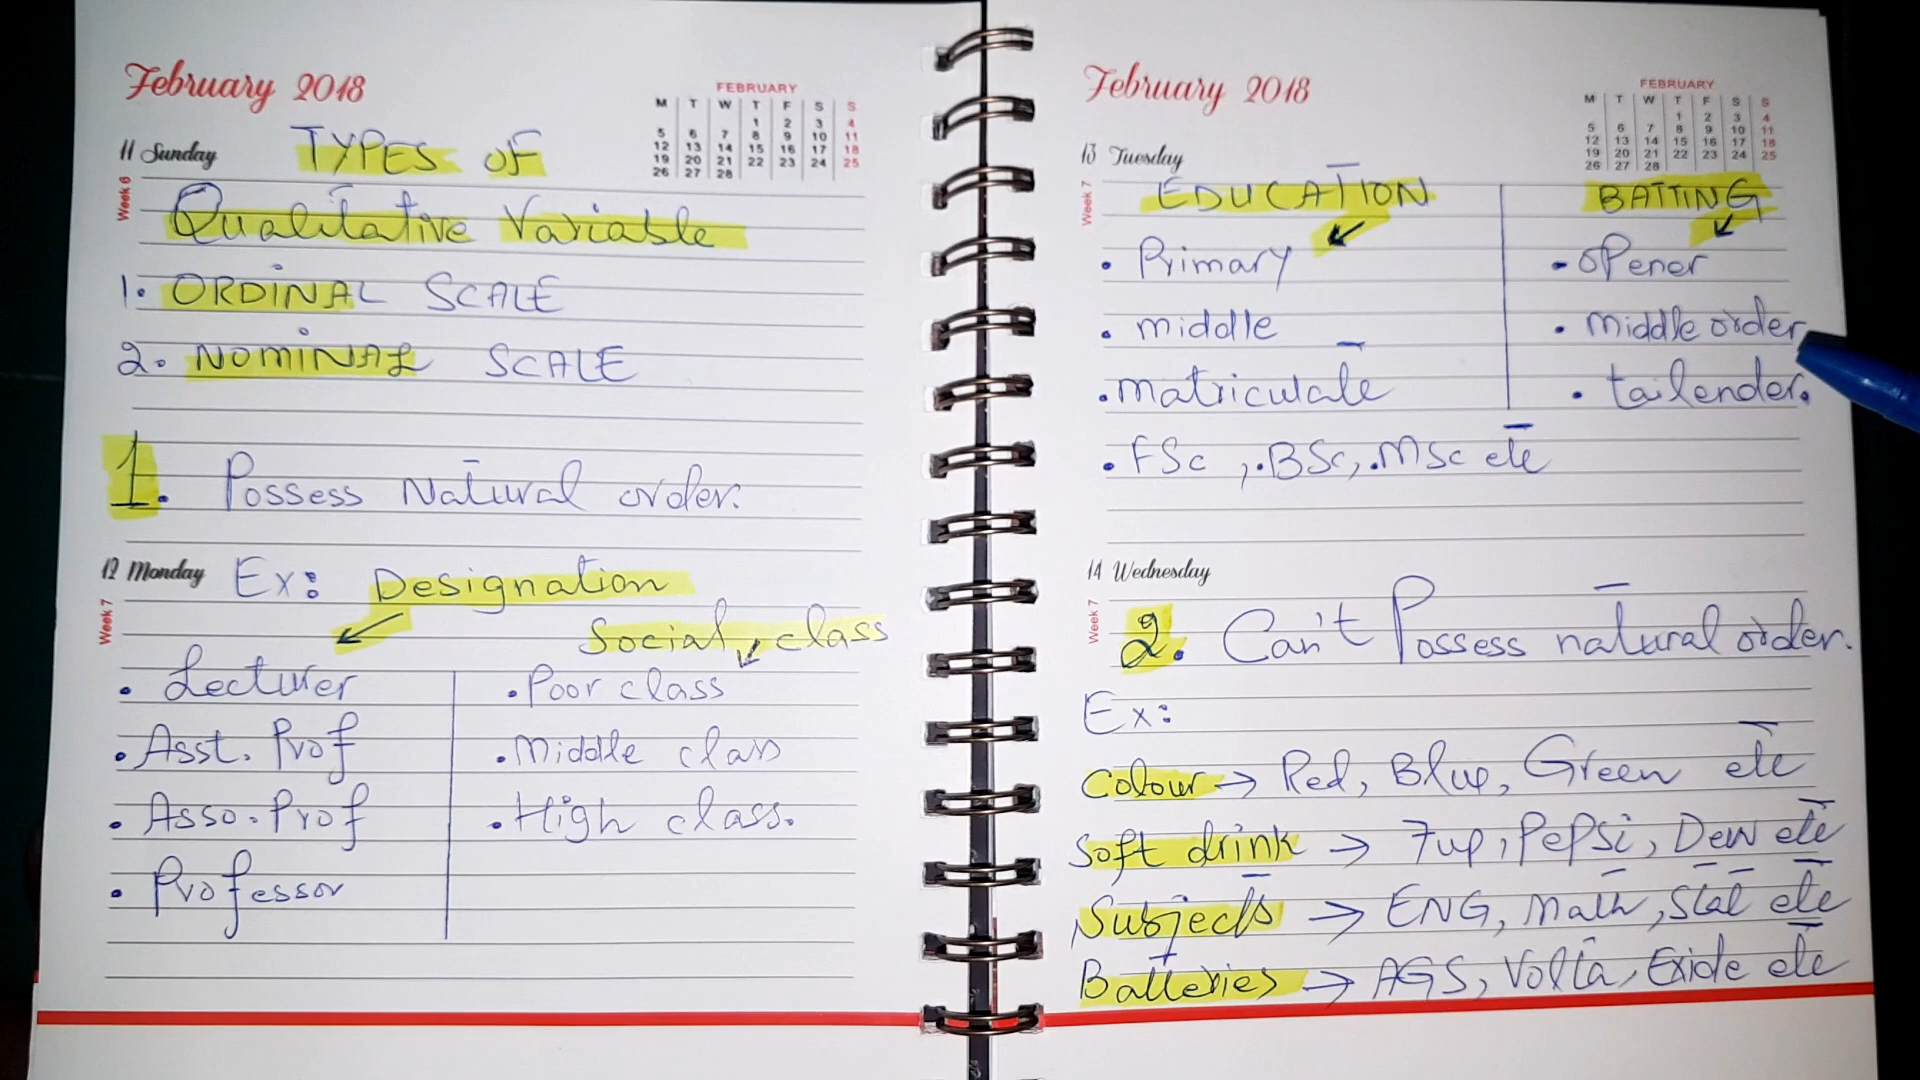 February 2018
FEBRUARY
M T W T F S S
1 2 3 4
5 6 7 8 9 10 11
12 13 14 15 16 17 18
19 20 21 22 23 24 25
26 27 28
11 Sunday
Week 6
TYPES OF
Qualitative Variable
1. ORDINAL SCALE
2. NOMINAL SCALE
1. Possess Natural order.
12 Monday
Week 7
Ex: Designation
Social class
• Lecturer
• Asst. Prof
• Asso. Prof
• Professor
• Poor class
• Middle class
• High class.
February 2018
FEBRUARY
M T W T F S S
1 2 3 4
5 6 7 8 9 10 11
12 13 14 15 16 17 18
19 20 21 22 23 24 25
26 27 28
13 Tuesday
Week 7
EDUCATION
• Primary
• middle
• matriculate
• FSc, • BSc, • MSc etc
BATTING
• opener
• Middle order
• tailender.
14 Wednesday
Week 7
2. Can't Possess natural order.
Ex:
Colour → Red, Blue, Green etc
Soft drink → 7up, Pepsi, Dew etc
Subjects → ENG, Math, Stat etc
Batteries → AGS, Volta, Exide etc